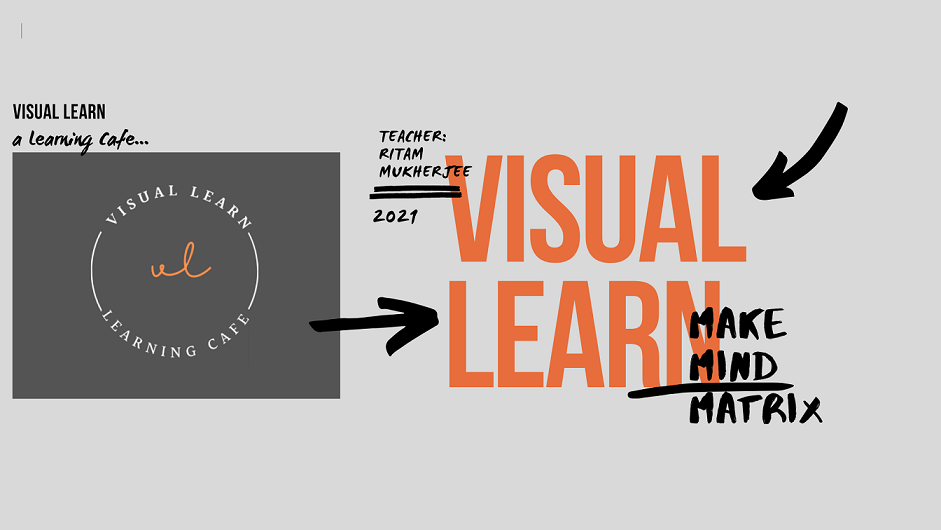 VISUAL LEARN
a learning Cafe...
VISUAL LEARN
vl
LEARNING CAFE
TEACHER:
RITAM
MUKHERJEE
2021
VISUAL
LEARN
MAKE
MIND
MATRIX